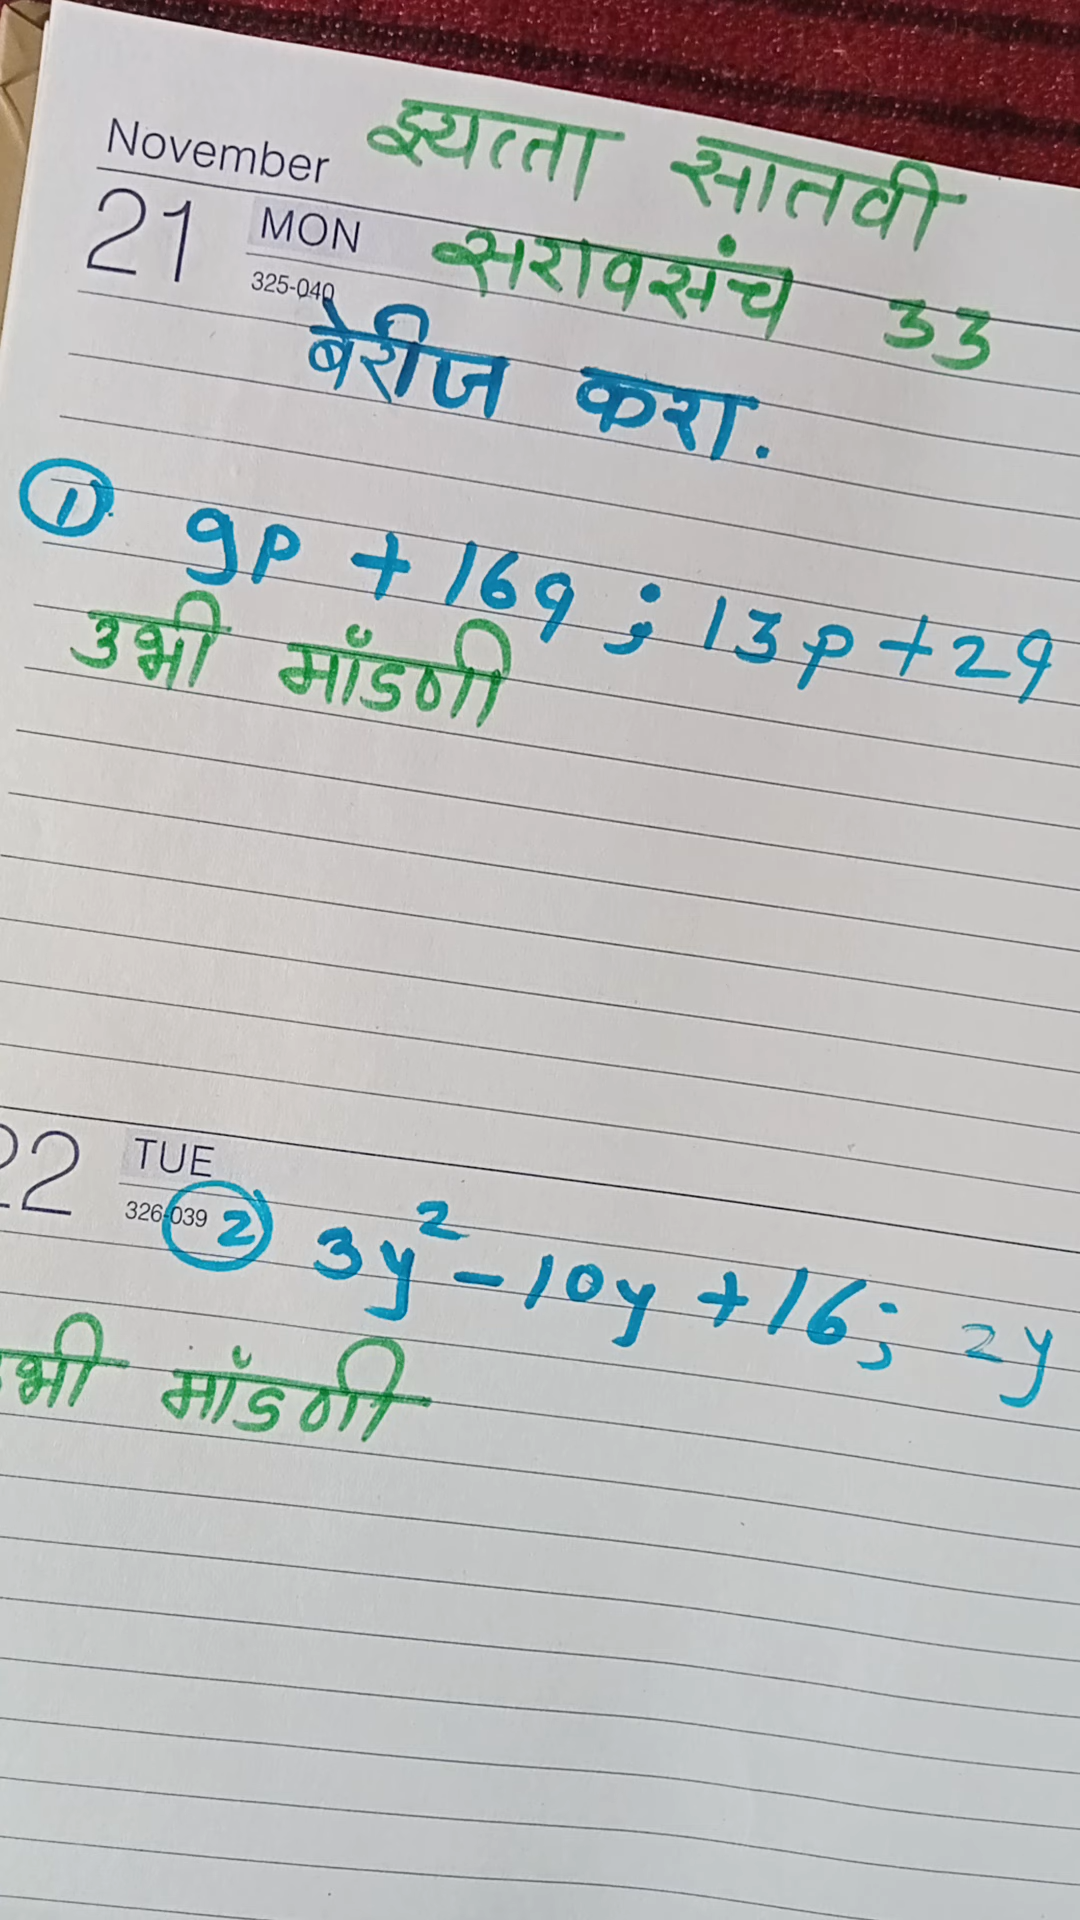 November
इयत्ता सातवी
21 MON
सरावसंच 33
325-040
बेरीज करा.
① 9p + 16q ; 13p + 2q
उभी मॉंडणी
22 TUE
326-039
② 3y² - 10y + 16 ; 2y
उभी मॉंडणी